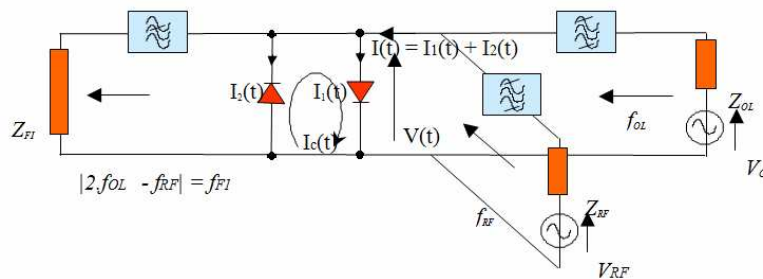 I(t) = I1(t) + I2(t)
I2(t)
I1(t)
Ic(t)
V(t)
ZFI
ZOL
fOL
|2.fOL - fRF| = fFI
fRF
ZRF
VRF